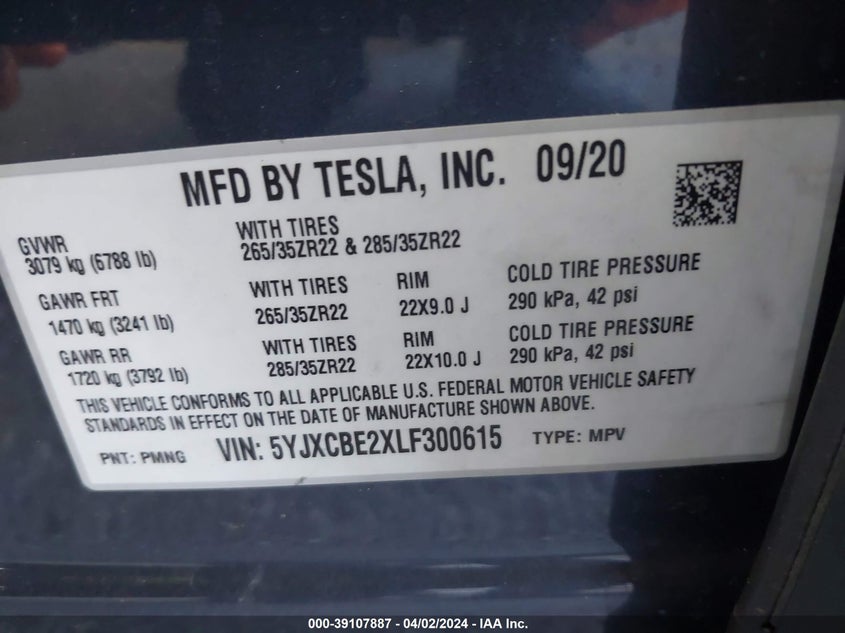 MFD BY TESLA, INC. 09/20
GVWR
3079 kg (6788 lb)
WITH TIRES
265/35ZR22 & 285/35ZR22
GAWR FRT
1470 kg (3241 lb)
WITH TIRES
265/35ZR22
RIM
22X9.0 J
COLD TIRE PRESSURE
290 kPa, 42 psi
GAWR RR
1720 kg (3792 lb)
WITH TIRES
285/35ZR22
RIM
22X10.0 J
COLD TIRE PRESSURE
290 kPa, 42 psi
THIS VEHICLE CONFORMS TO ALL APPLICABLE U.S. FEDERAL MOTOR VEHICLE SAFETY
STANDARDS IN EFFECT ON THE DATE OF MANUFACTURE SHOWN ABOVE.
PNT: PMNG VIN: 5YJXCBE2XLF300615 TYPE: MPV
000-39107887 - 04/02/2024 - IAA Inc.